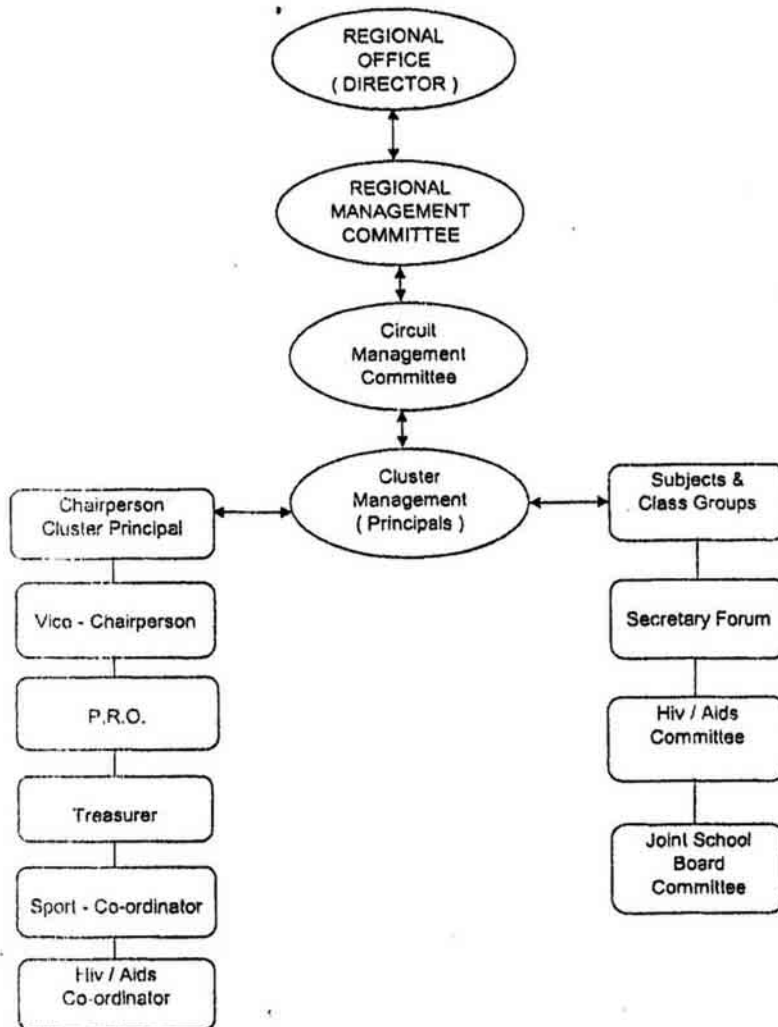 REGIONAL
OFFICE
( DIRECTOR )
REGIONAL
MANAGEMENT
COMMITTEE
Circuit
Management
Committee
Cluster
Management
( Principals )
Chairperson
Cluster Principal
Vice - Chairperson
P.R.O.
Treasurer
Sport - Co-ordinator
Hiv / Aids
Co-ordinator
Subjects &
Class Groups
Secretary Forum
Hiv / Aids
Committee
Joint School
Board
Committee